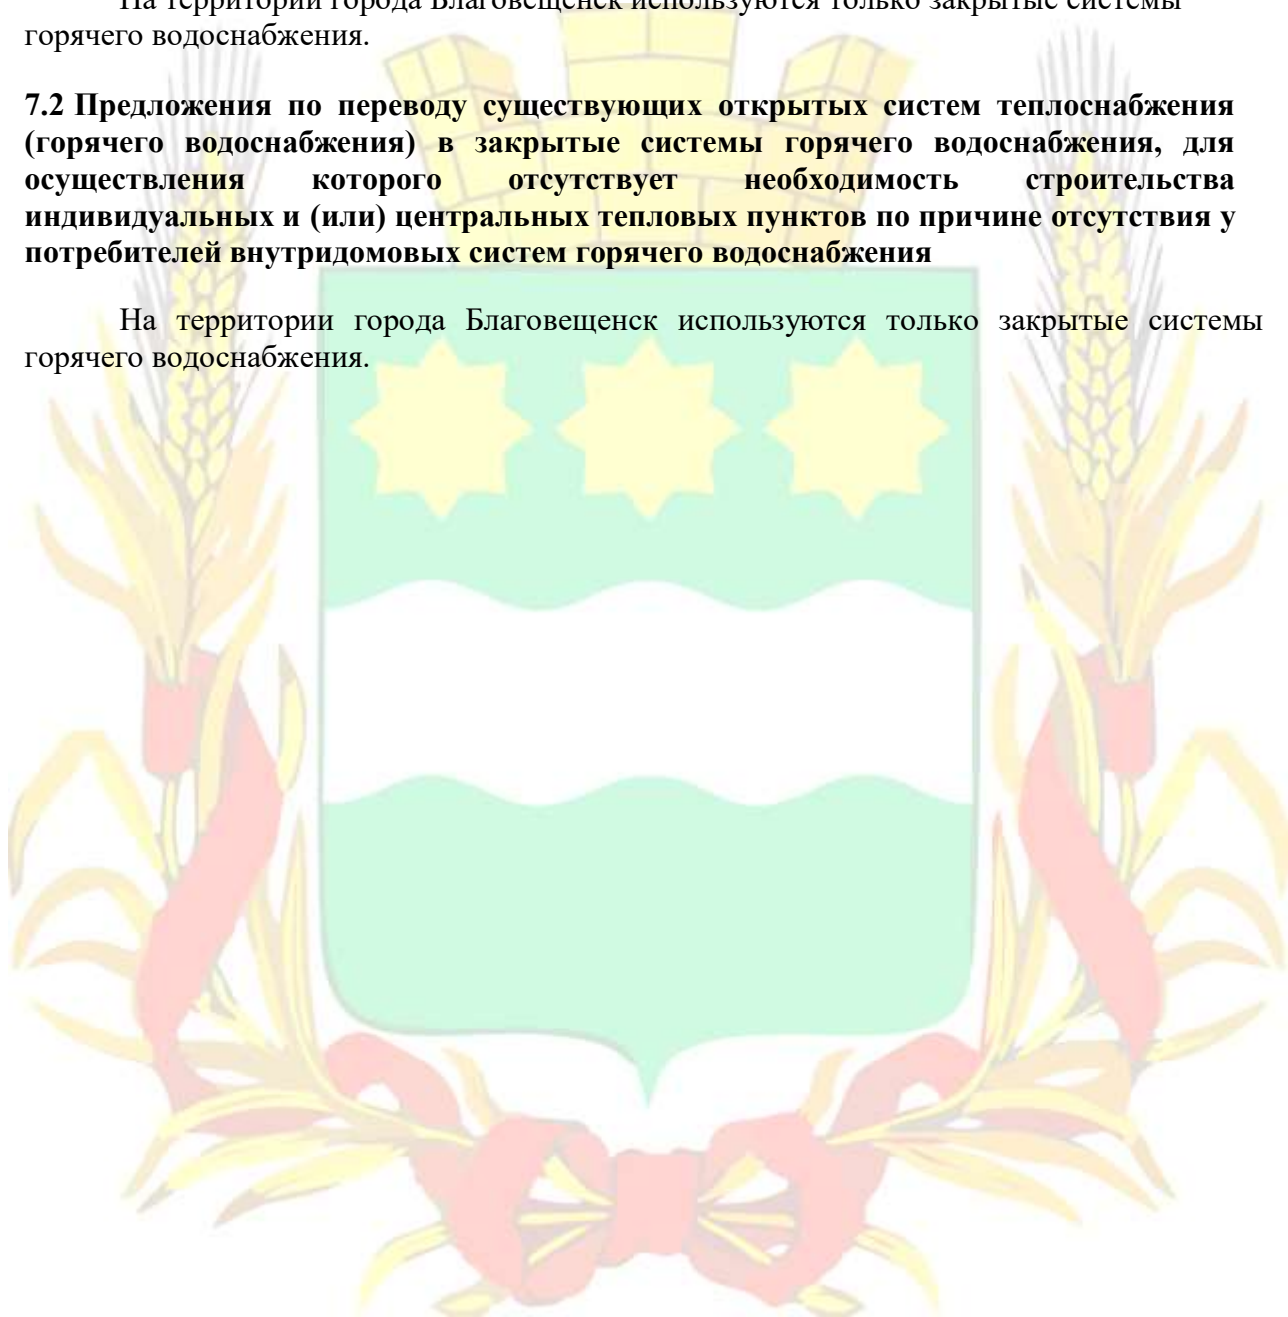 На территории города Благовещенск используются только закрытые системы
горячего водоснабжения.
7.2 Предложения по переводу существующих открытых систем теплоснабжения
(горячего водоснабжения) в закрытые системы горячего водоснабжения, для
осуществления которого отсутствует необходимость строительства
индивидуальных и (или) центральных тепловых пунктов по причине отсутствия у
потребителей внутридомовых систем горячего водоснабжения
На территории города Благовещенск используются только закрытые системы
горячего водоснабжения.